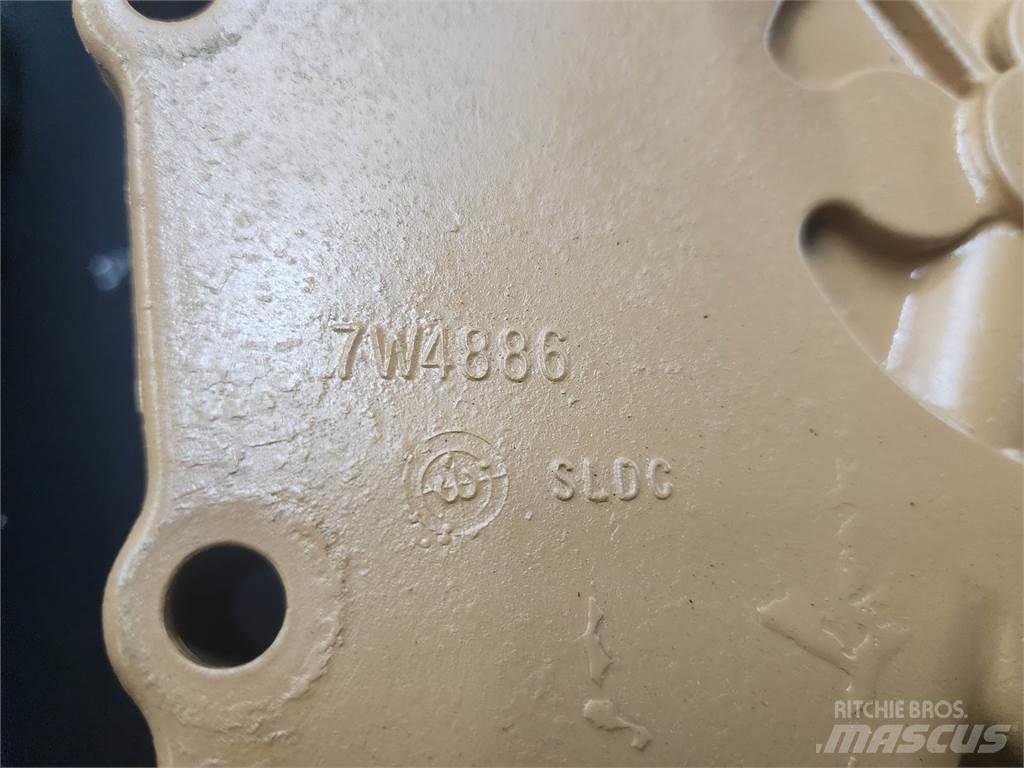 7W4886
SLDC
RITCHIE BROS.
MASCUS